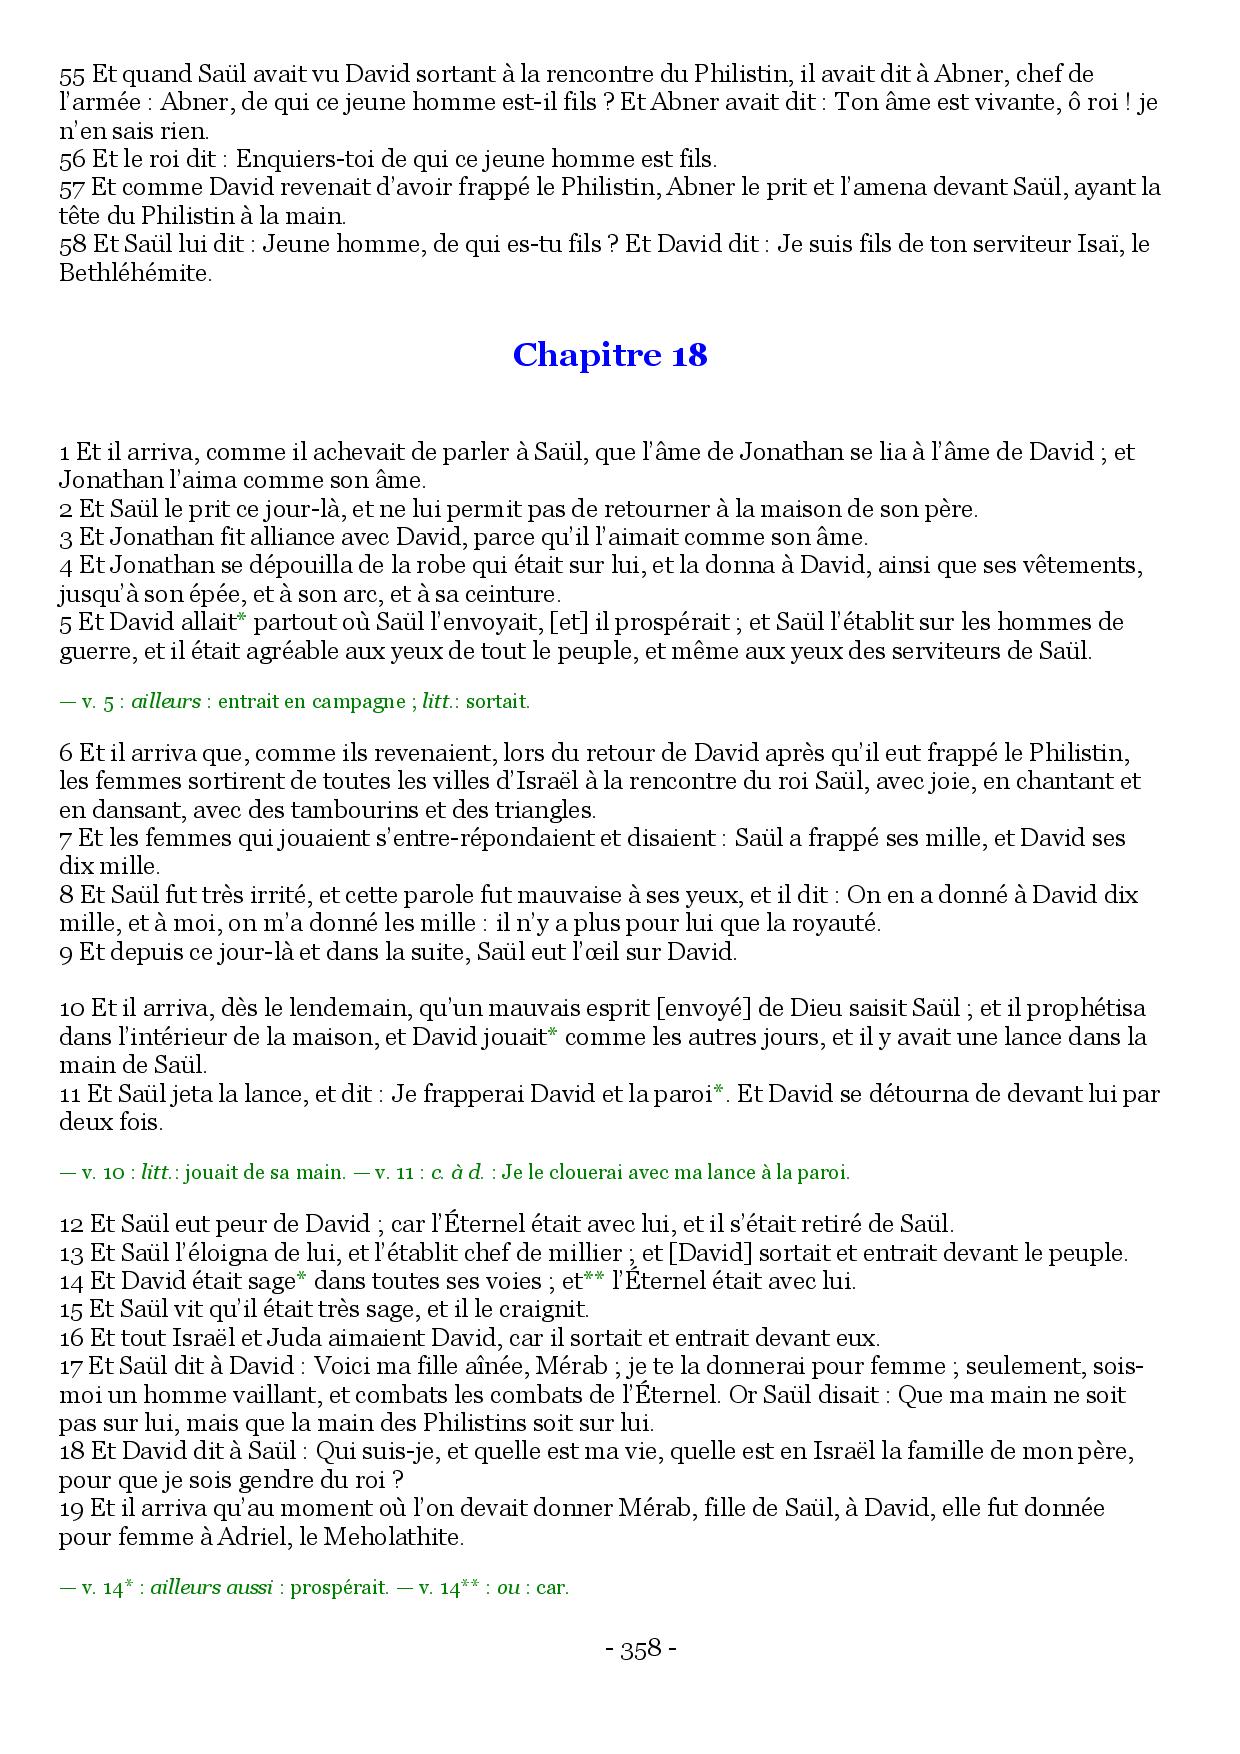 55 Et quand Saül avait vu David sortant à la rencontre du Philistin, il avait dit à Abner, chef de
l’armée : Abner, de qui ce jeune homme est-il fils ? Et Abner avait dit : Ton âme est vivante, ô roi ! je
n’en sais rien.
56 Et le roi dit : Enquiers-toi de qui ce jeune homme est fils.
57 Et comme David revenait d’avoir frappé le Philistin, Abner le prit et l’amena devant Saül, ayant la
tête du Philistin à la main.
58 Et Saül lui dit : Jeune homme, de qui es-tu fils ? Et David dit : Je suis fils de ton serviteur Isaï, le
Bethléhémite.
Chapitre 18
1 Et il arriva, comme il achevait de parler à Saül, que l’âme de Jonathan se lia à l’âme de David ; et
Jonathan l’aima comme son âme.
2 Et Saül le prit ce jour-là, et ne lui permit pas de retourner à la maison de son père.
3 Et Jonathan fit alliance avec David, parce qu’il l’aimait comme son âme.
4 Et Jonathan se dépouilla de la robe qui était sur lui, et la donna à David, ainsi que ses vêtements,
jusqu’à son épée, et à son arc, et à sa ceinture.
5 Et David allait* partout où Saül l’envoyait, [et] il prospérait ; et Saül l’établit sur les hommes de
guerre, et il était agréable aux yeux de tout le peuple, et même aux yeux des serviteurs de Saül.
— v. 5 : ailleurs : entrait en campagne ; litt.: sortait.
6 Et il arriva que, comme ils revenaient, lors du retour de David après qu’il eut frappé le Philistin,
les femmes sortirent de toutes les villes d’Israël à la rencontre du roi Saül, avec joie, en chantant et
en dansant, avec des tambourins et des triangles.
7 Et les femmes qui jouaient s’entre-répondaient et disaient : Saül a frappé ses mille, et David ses
dix mille.
8 Et Saül fut très irrité, et cette parole fut mauvaise à ses yeux, et il dit : On en a donné à David dix
mille, et à moi, on m’a donné les mille : il n’y a plus pour lui que la royauté.
9 Et depuis ce jour-là et dans la suite, Saül eut l’œil sur David.
10 Et il arriva, dès le lendemain, qu’un mauvais esprit [envoyé] de Dieu saisit Saül ; et il prophétisa
dans l’intérieur de la maison, et David jouait* comme les autres jours, et il y avait une lance dans la
main de Saül.
11 Et Saül jeta la lance, et dit : Je frapperai David et la paroi*. Et David se détourna de devant lui par
deux fois.
— v. 10 : litt.: jouait de sa main. — v. 11 : c. à d. : Je le clouerai avec ma lance à la paroi.
12 Et Saül eut peur de David ; car l’Éternel était avec lui, et il s’était retiré de Saül.
13 Et Saül l’éloigna de lui, et l’établit chef de millier ; et [David] sortait et entrait devant le peuple.
14 Et David était sage* dans toutes ses voies ; et** l’Éternel était avec lui.
15 Et Saül vit qu’il était très sage, et il le craignit.
16 Et tout Israël et Juda aimaient David, car il sortait et entrait devant eux.
17 Et Saül dit à David : Voici ma fille aînée, Mérab ; je te la donnerai pour femme ; seulement, sois-
moi un homme vaillant, et combats les combats de l’Éternel. Or Saül disait : Que ma main ne soit
pas sur lui, mais que la main des Philistins soit sur lui.
18 Et David dit à Saül : Qui suis-je, et quelle est ma vie, quelle est en Israël la famille de mon père,
pour que je sois gendre du roi ?
19 Et il arriva qu’au moment où l’on devait donner Mérab, fille de Saül, à David, elle fut donnée
pour femme à Adriel, le Meholathite.
— v. 14* : ailleurs aussi : prospérait. — v. 14** : ou : car.
- 358 -